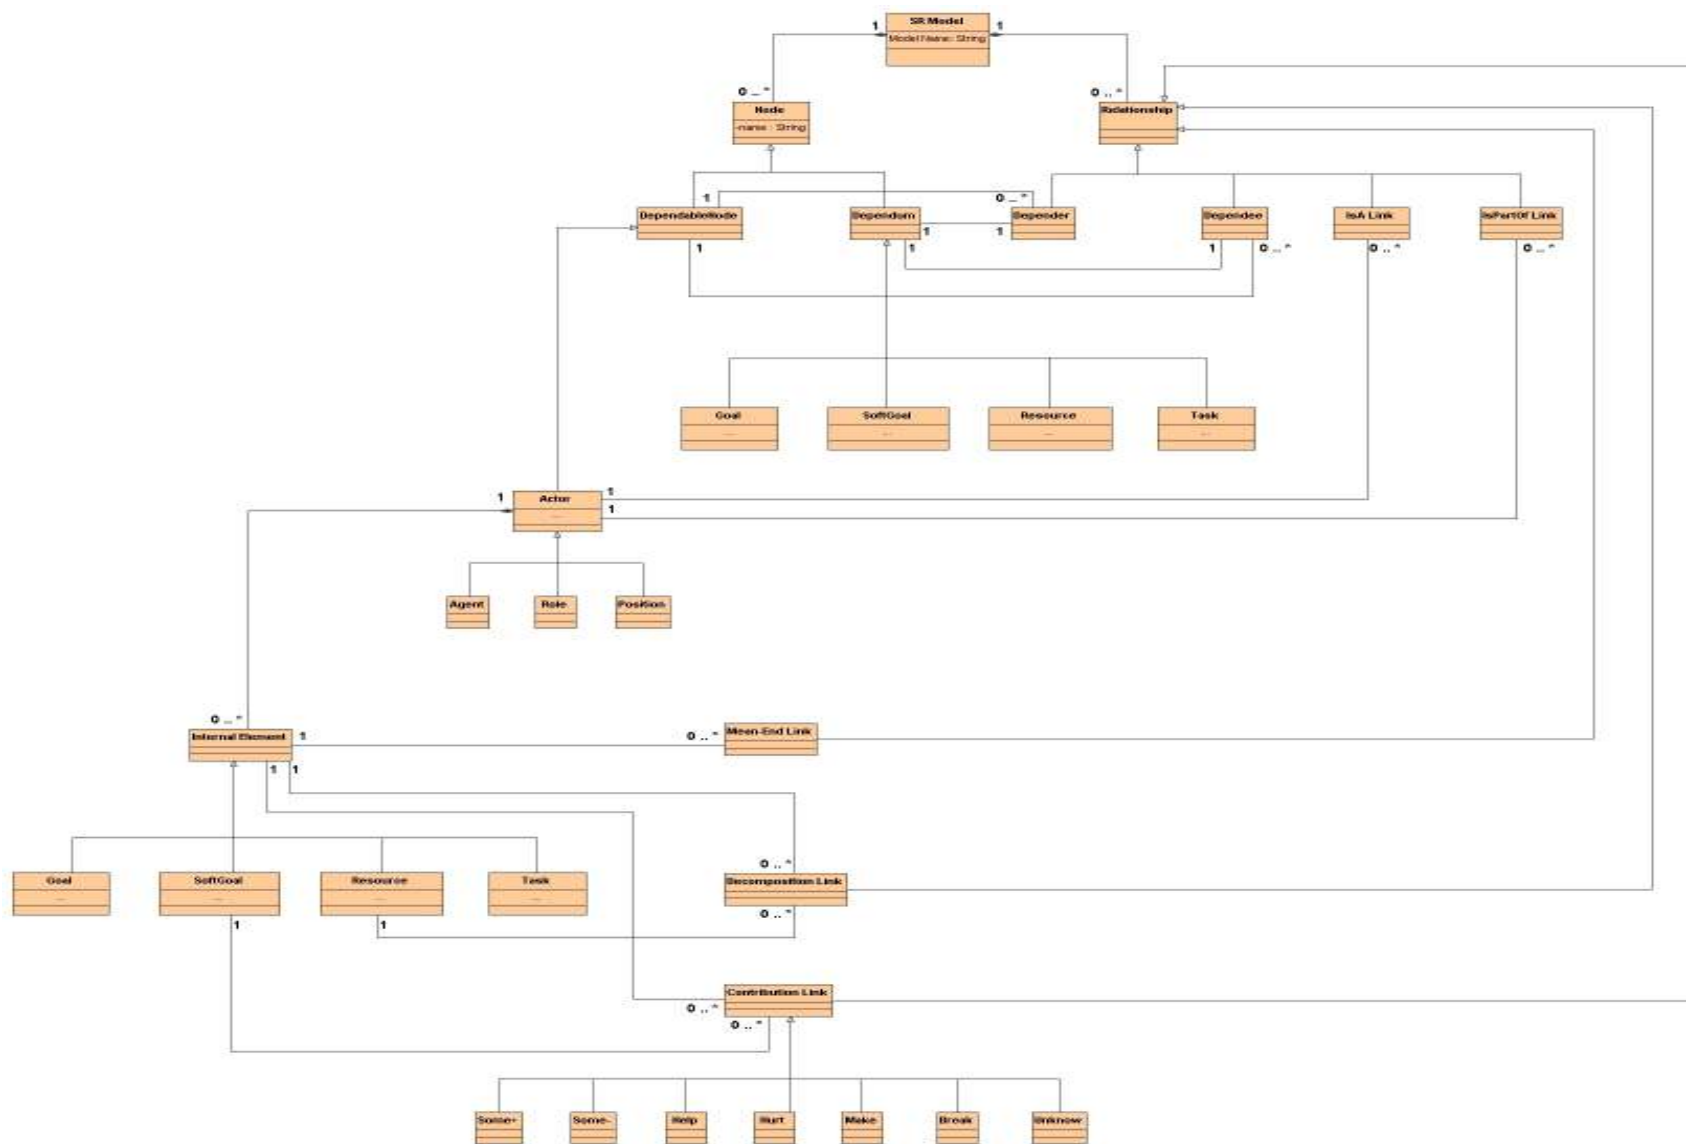 SR Model
1
1
Model Name : String
0 .. *
0 .. *
Node
Relationship
-name : String
1
0 .. *
DependableNode
Dependum
Depender
Dependee
IsA Link
IsPartOf Link
1
1
1
1
1
0 .. *
0 .. *
0 .. *
Goal
SoftGoal
Resource
Task
1
Actor
1
1
Agent
Role
Position
0 .. *
Internal Element
1
0 .. *
Mean-End Link
1
1
0 .. *
Goal
SoftGoal
Resource
Task
Decomposition Link
1
1
0 .. *
Contribution Link
0 .. *
0 .. *
Some+
Some-
Help
Hurt
Make
Break
Unknow